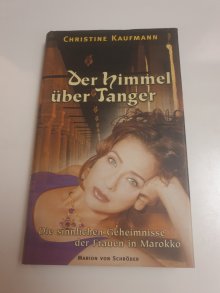 CHRISTINE KAUFMANN
Der Himmel
über Tanger
Die sinnlichen Geheimnisse
der Frauen in Marokko
MARION VON SCHRÖDER